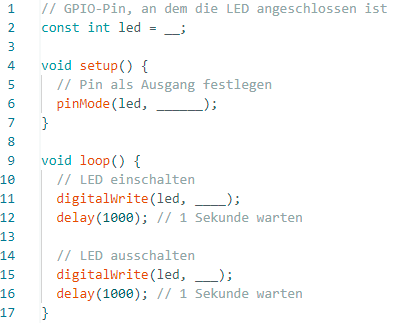 1 // GPIO-Pin, an dem die LED angeschlossen ist
2 const int led = __;
3
4 void setup() {
5 // Pin als Ausgang festlegen
6 pinMode(led, ______);
7 }
8
9 void loop() {
10 // LED einschalten
11 digitalWrite(led, ____);
12 delay(1000); // 1 Sekunde warten
13
14 // LED ausschalten
15 digitalWrite(led, ___);
16 delay(1000); // 1 Sekunde warten
17 }